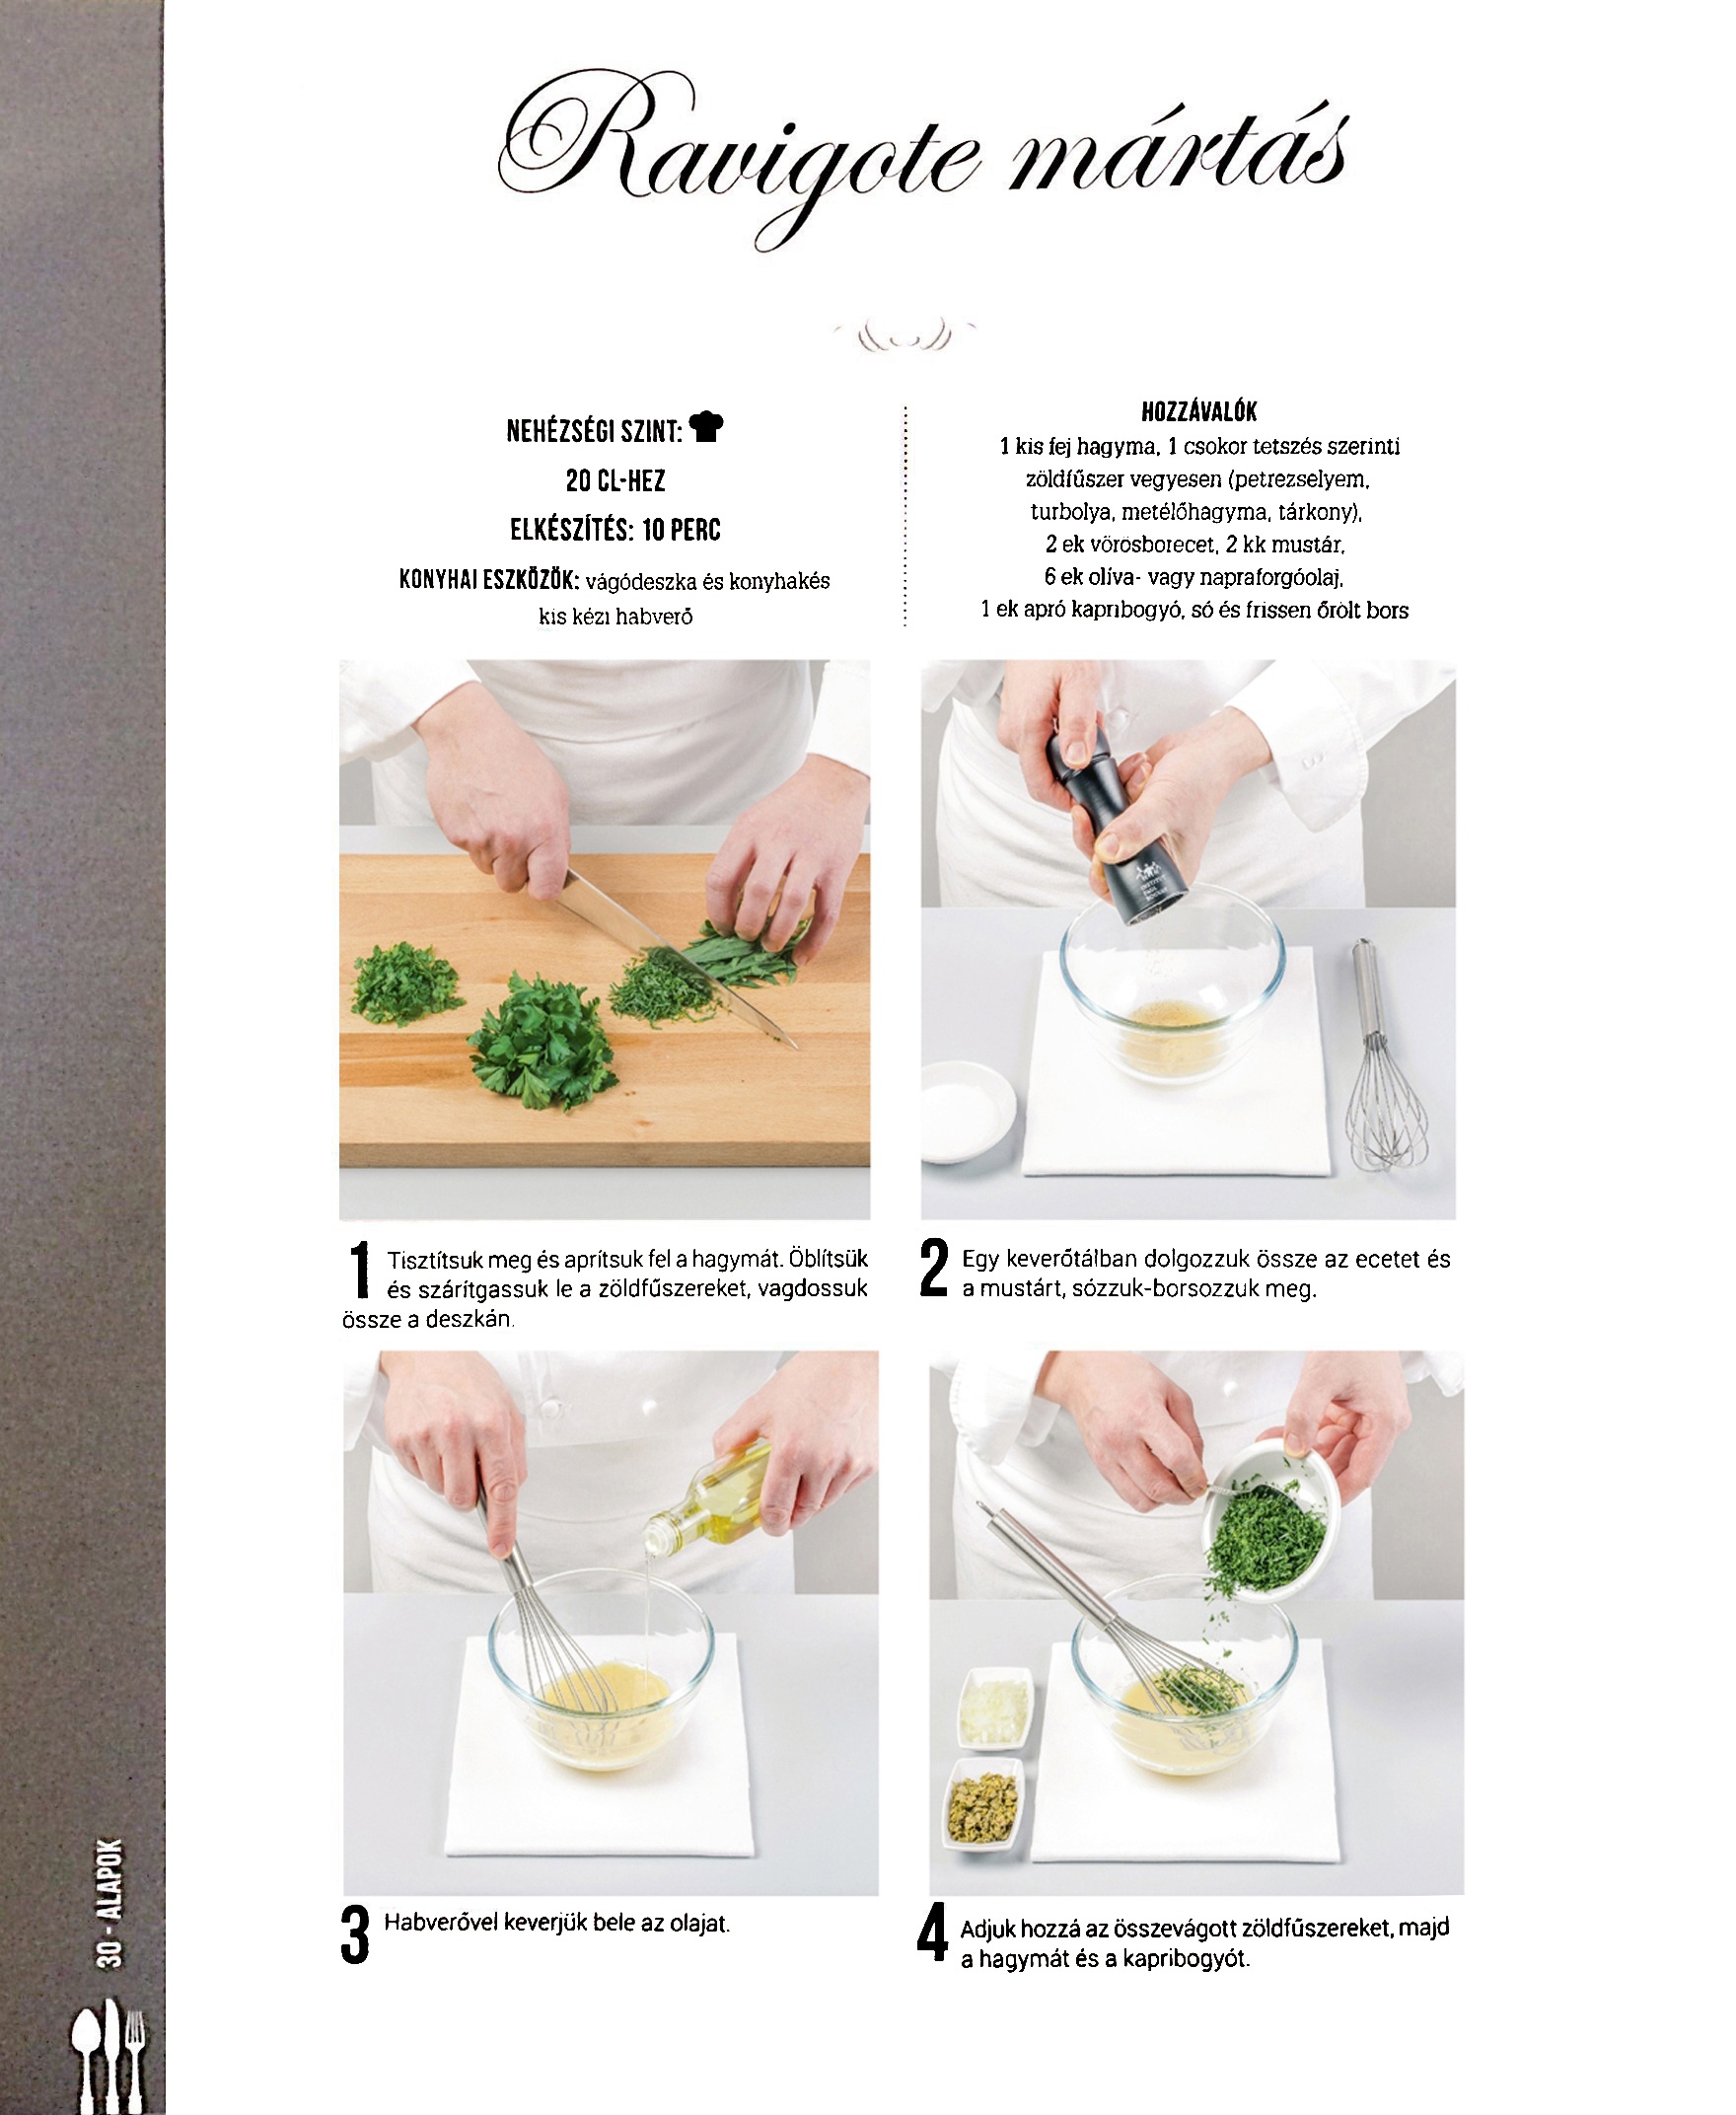 Ravigote mártás
NEHÉZSÉGI SZINT:
20 CL-HEZ
ELKÉSZÍTÉS: 10 PERC
KONYHAI ESZKÖZÖK: vágódeszka és konyhakés
kis kézi habverő
HOZZÁVALÓK
1 kis fej hagyma, 1 csokor tetszés szerinti
zöldfűszer vegyesen (petrezselyem,
turbolya, metélőhagyma, tárkony),
2 ek vörösborecet, 2 kk mustár,
6 ek olíva- vagy napraforgóolaj,
1 ek apró kapribogyó, só és frissen őrölt bors
1 Tisztítsuk meg és aprítsuk fel a hagymát. Öblítsük
és szárítgassuk le a zöldfűszereket, vagdossuk
össze a deszkán.
2 Egy keverőtálban dolgozzuk össze az ecetet és
a mustárt, sózzuk-borsozzuk meg.
3 Habverővel keverjük bele az olajat.
4 Adjuk hozzá az összevágott zöldfűszereket, majd
a hagymát és a kapribogyót.
30 - ALAPOK